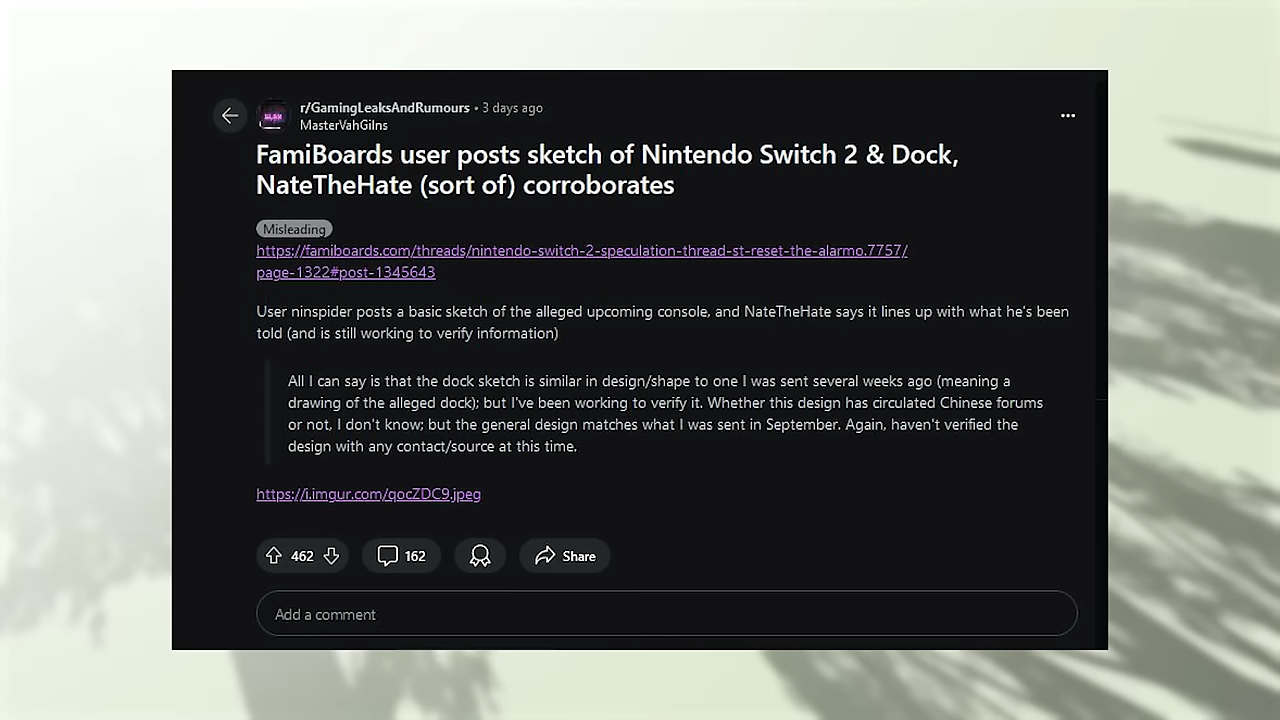 r/GamingLeaksAndRumours • 3 days ago
MasterVahGilns
FamiBoards user posts sketch of Nintendo Switch 2 & Dock,
NateTheHate (sort of) corroborates
Misleading
https://famiboards.com/threads/nintendo-switch-2-speculation-thread-st-reset-the-alarmo.7757/
page-1322#post-1345643
User ninspider posts a basic sketch of the alleged upcoming console, and NateTheHate says it lines up with what he's been
told (and is still working to verify information)
All I can say is that the dock sketch is similar in design/shape to one I was sent several weeks ago (meaning a
drawing of the alleged dock); but I've been working to verify it. Whether this design has circulated Chinese forums
or not, I don't know; but the general design matches what I was sent in September. Again, haven't verified the
design with any contact/source at this time.
https://i.imgur.com/qocZDC9.jpeg
462
162
Share
Add a comment